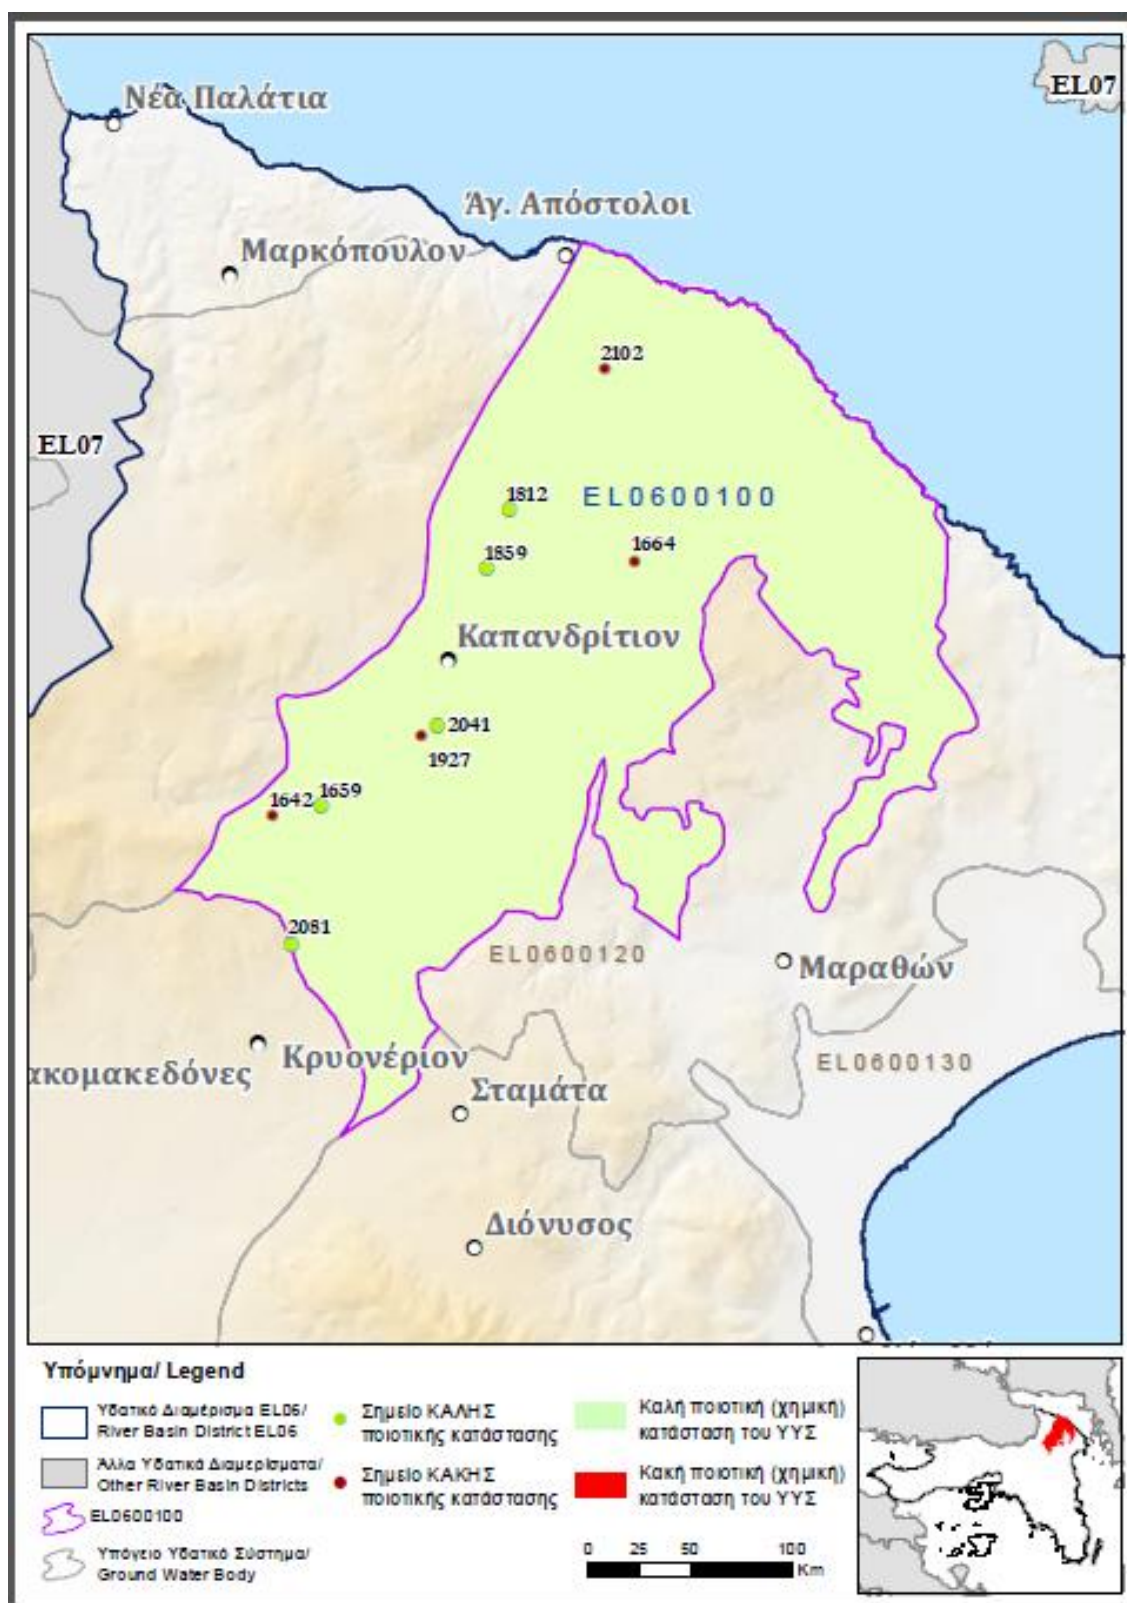 Νέα Παλάτια
EL07
Άγ. Απόστολοι
Μαρκόπουλον
2102
EL07
1812
EL0600100
1664
1859
Καπανδρίτιον
2041
1927
1642
1659
2081
EL0600120
Μαραθών
Κρυονέριον
ακομακεδόνες
EL0600130
Σταμάτα
Διόνυσος
Υπόμνημα/ Legend
Υδατικό Διαμέρισμα EL06/
River Basin District EL06
Άλλα Υδατικά Διαμερίσματα/
Other River Basin Districts
EL0600100
Υπόγειο Υδατικό Σύστημα/
Ground Water Body
Σημείο ΚΑΛΗΣ
ποιοτικής κατάστασης
Σημείο ΚΑΚΗΣ
ποιοτικής κατάστασης
Καλή ποιοτική (χημική)
κατάσταση του ΥΥΣ
Κακή ποιοτική (χημική)
κατάσταση του ΥΥΣ
0 25 50 100
Km